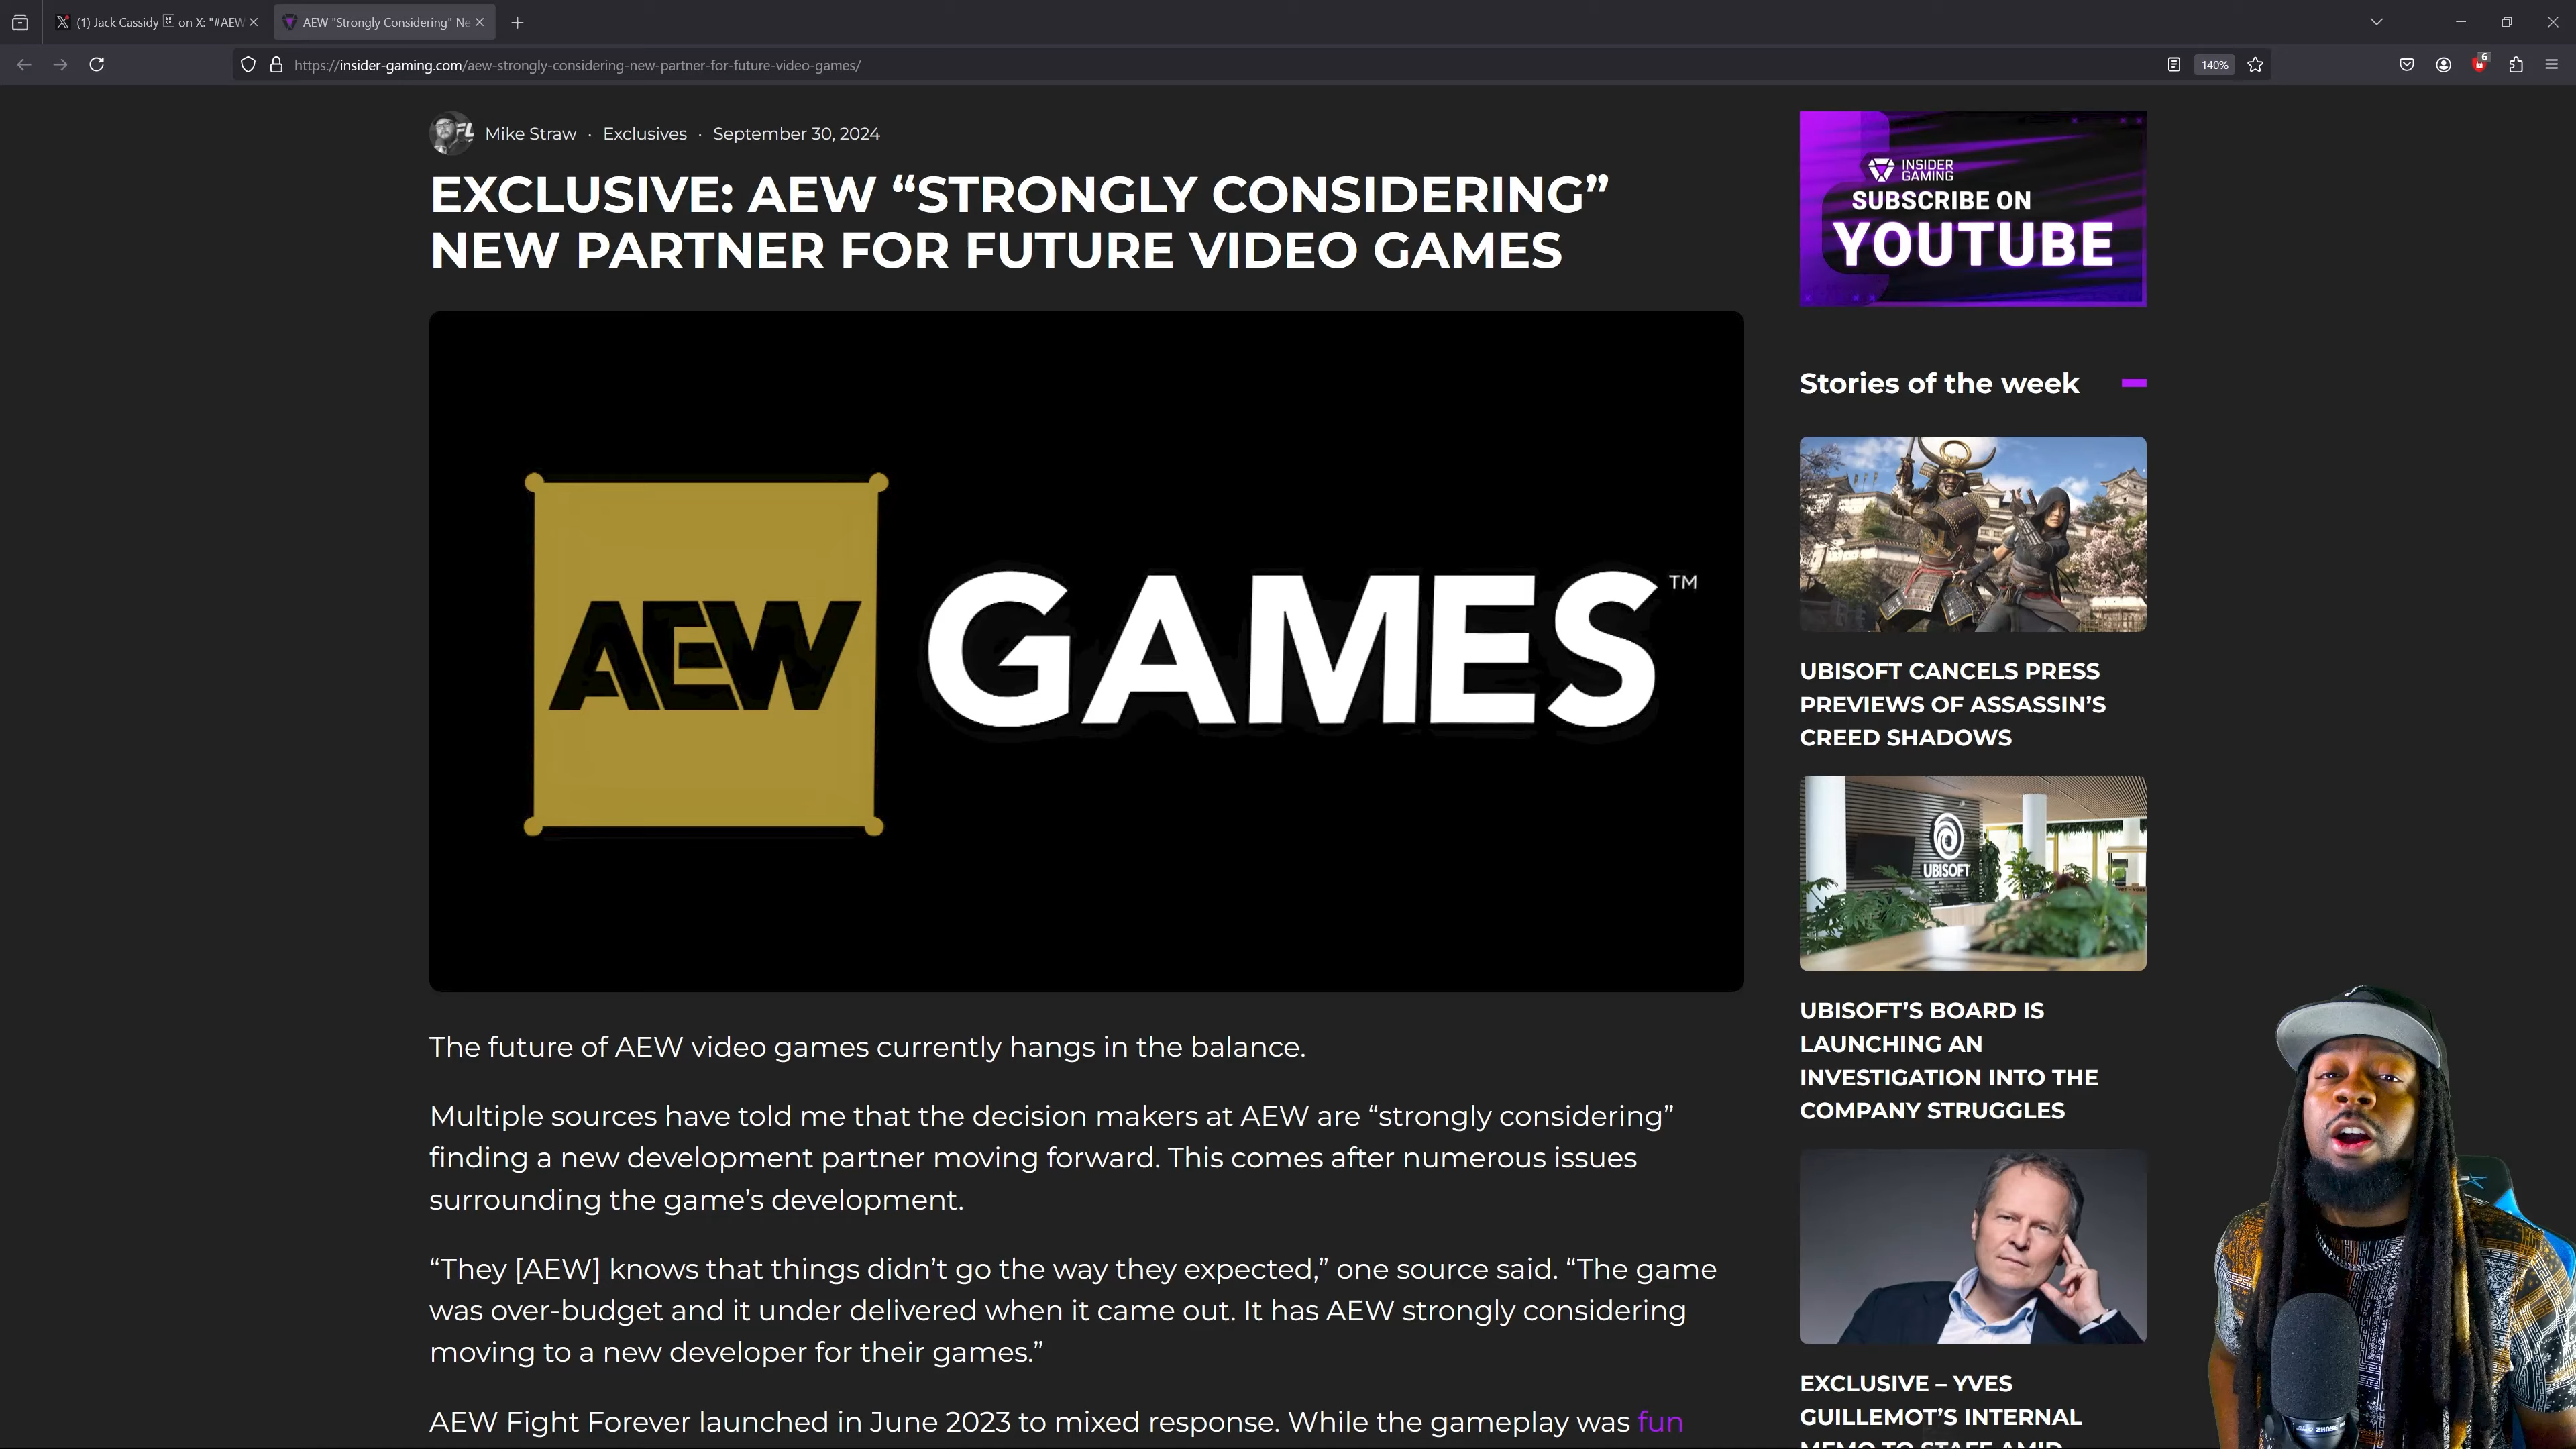 (1) Jack Cassidy on X: "#AEW
AEW "Strongly Considering" Ne
https://insider-gaming.com/aew-strongly-considering-new-partner-for-future-video-games/
140%
6
Mike Straw · Exclusives · September 30, 2024
EXCLUSIVE: AEW “STRONGLY CONSIDERING”
NEW PARTNER FOR FUTURE VIDEO GAMES
AEW GAMES™
The future of AEW video games currently hangs in the balance.
Multiple sources have told me that the decision makers at AEW are “strongly considering”
finding a new development partner moving forward. This comes after numerous issues
surrounding the game’s development.
“They [AEW] knows that things didn’t go the way they expected,” one source said. “The game
was over-budget and it under delivered when it came out. It has AEW strongly considering
moving to a new developer for their games.”
AEW Fight Forever launched in June 2023 to mixed response. While the gameplay was fun
INSIDER
GAMING
SUBSCRIBE ON
YOUTUBE
Stories of the week
UBISOFT CANCELS PRESS
PREVIEWS OF ASSASSIN’S
CREED SHADOWS
UBISOFT
UBISOFT’S BOARD IS
LAUNCHING AN
INVESTIGATION INTO THE
COMPANY STRUGGLES
EXCLUSIVE – YVES
GUILLEMOT’S INTERNAL
MEMO TO STAFF AMID